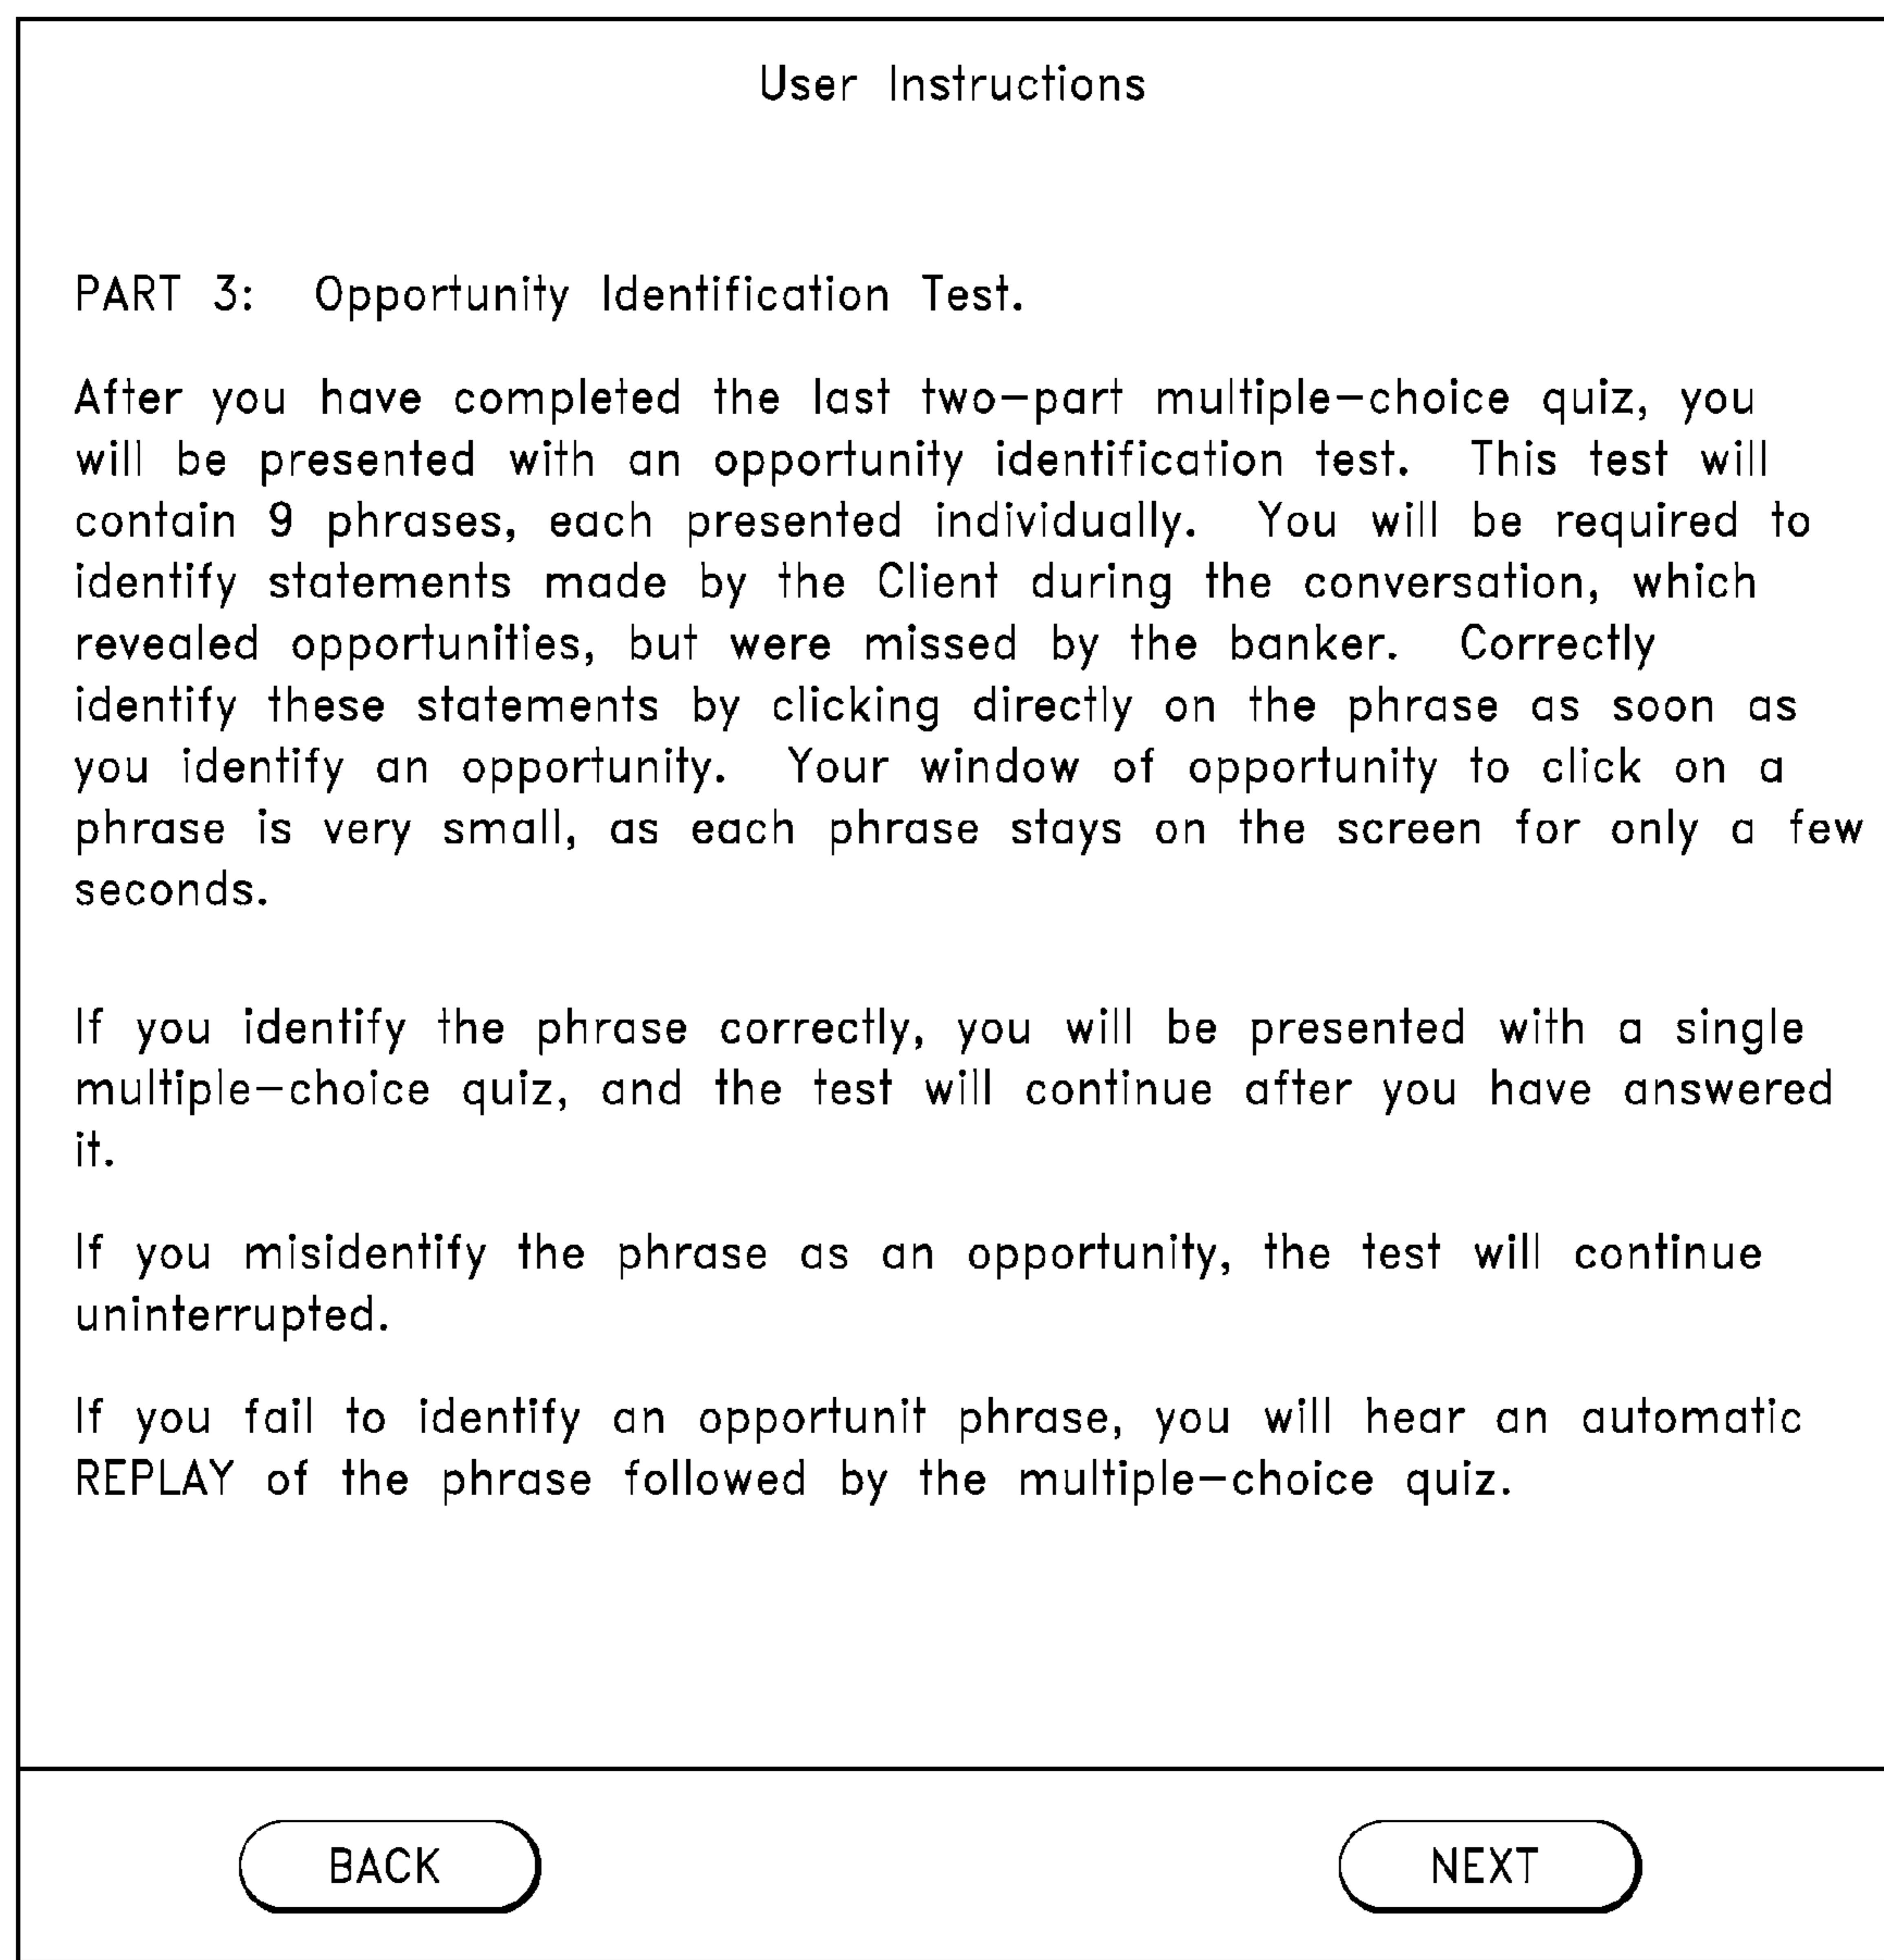 User Instructions
PART 3: Opportunity Identification Test.
After you have completed the last two-part multiple-choice quiz, you
will be presented with an opportunity identification test. This test will
contain 9 phrases, each presented individually. You will be required to
identify statements made by the Client during the conversation, which
revealed opportunities, but were missed by the banker. Correctly
identify these statements by clicking directly on the phrase as soon as
you identify an opportunity. Your window of opportunity to click on a
phrase is very small, as each phrase stays on the screen for only a few
seconds.
If you identify the phrase correctly, you will be presented with a single
multiple-choice quiz, and the test will continue after you have answered
it.
If you misidentify the phrase as an opportunity, the test will continue
uninterrupted.
If you fail to identify an opportunit phrase, you will hear an automatic
REPLAY of the phrase followed by the multiple-choice quiz.
BACK NEXT